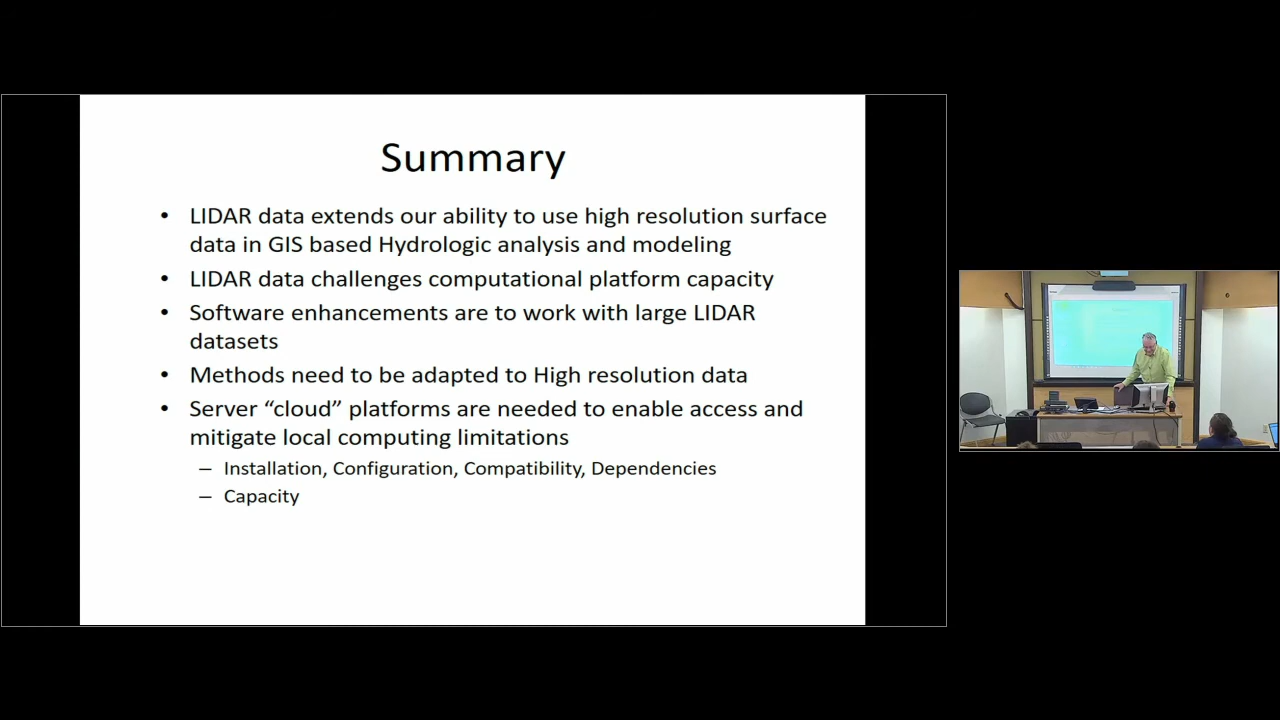 Summary
• LIDAR data extends our ability to use high resolution surface
data in GIS based Hydrologic analysis and modeling
• LIDAR data challenges computational platform capacity
• Software enhancements are to work with large LIDAR
datasets
• Methods need to be adapted to High resolution data
• Server “cloud” platforms are needed to enable access and
mitigate local computing limitations
– Installation, Configuration, Compatibility, Dependencies
– Capacity